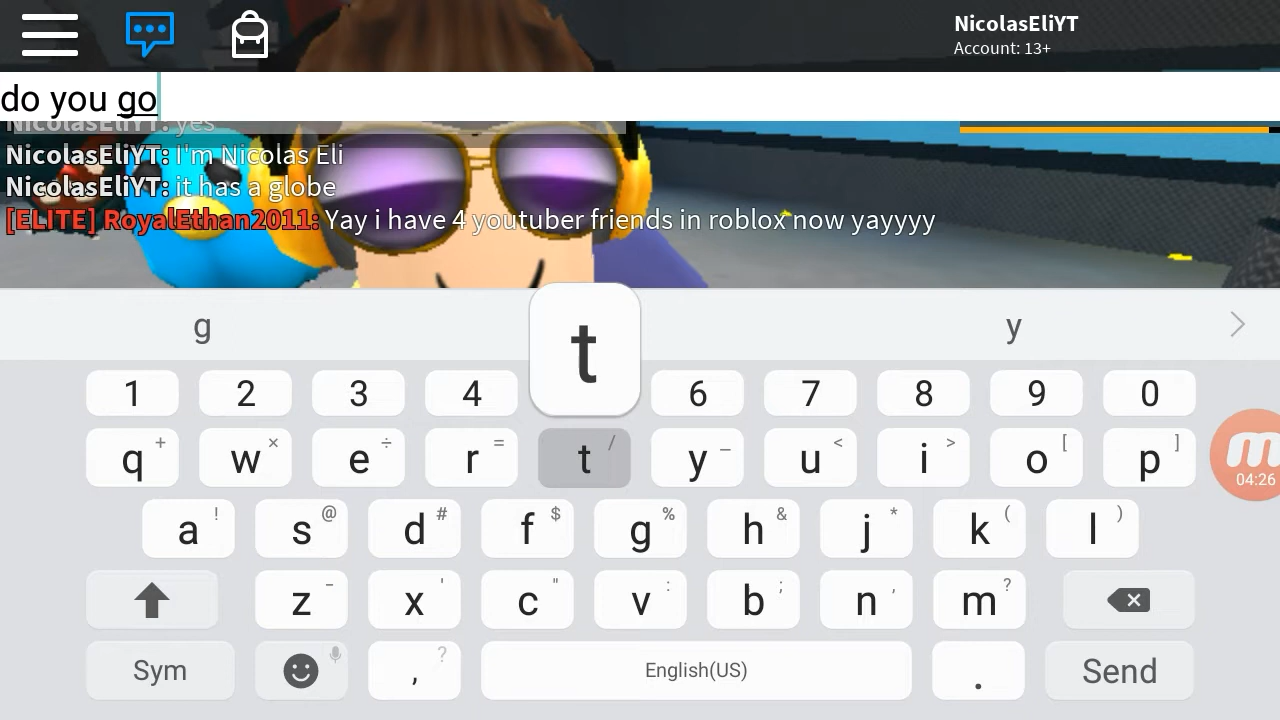 NicolasEliYT
Account: 13+
do you go
NicolasEliYT: yes
NicolasEliYT: I'm Nicolas Eli
NicolasEliYT: it has a globe
[ELITE] RoyalEthan2011: Yay i have 4 youtuber friends in roblox now yayyyy
g y
t
1 2 3 4 6 7 8 9 0
q + w × e ÷ r = t / y _ u < i > o [ p ]
a ! s @ d # f $ g % h & j * k ( l )
z - x ' c " v : b ; n , m ?
Sym , ? English(US) . Send
04:26